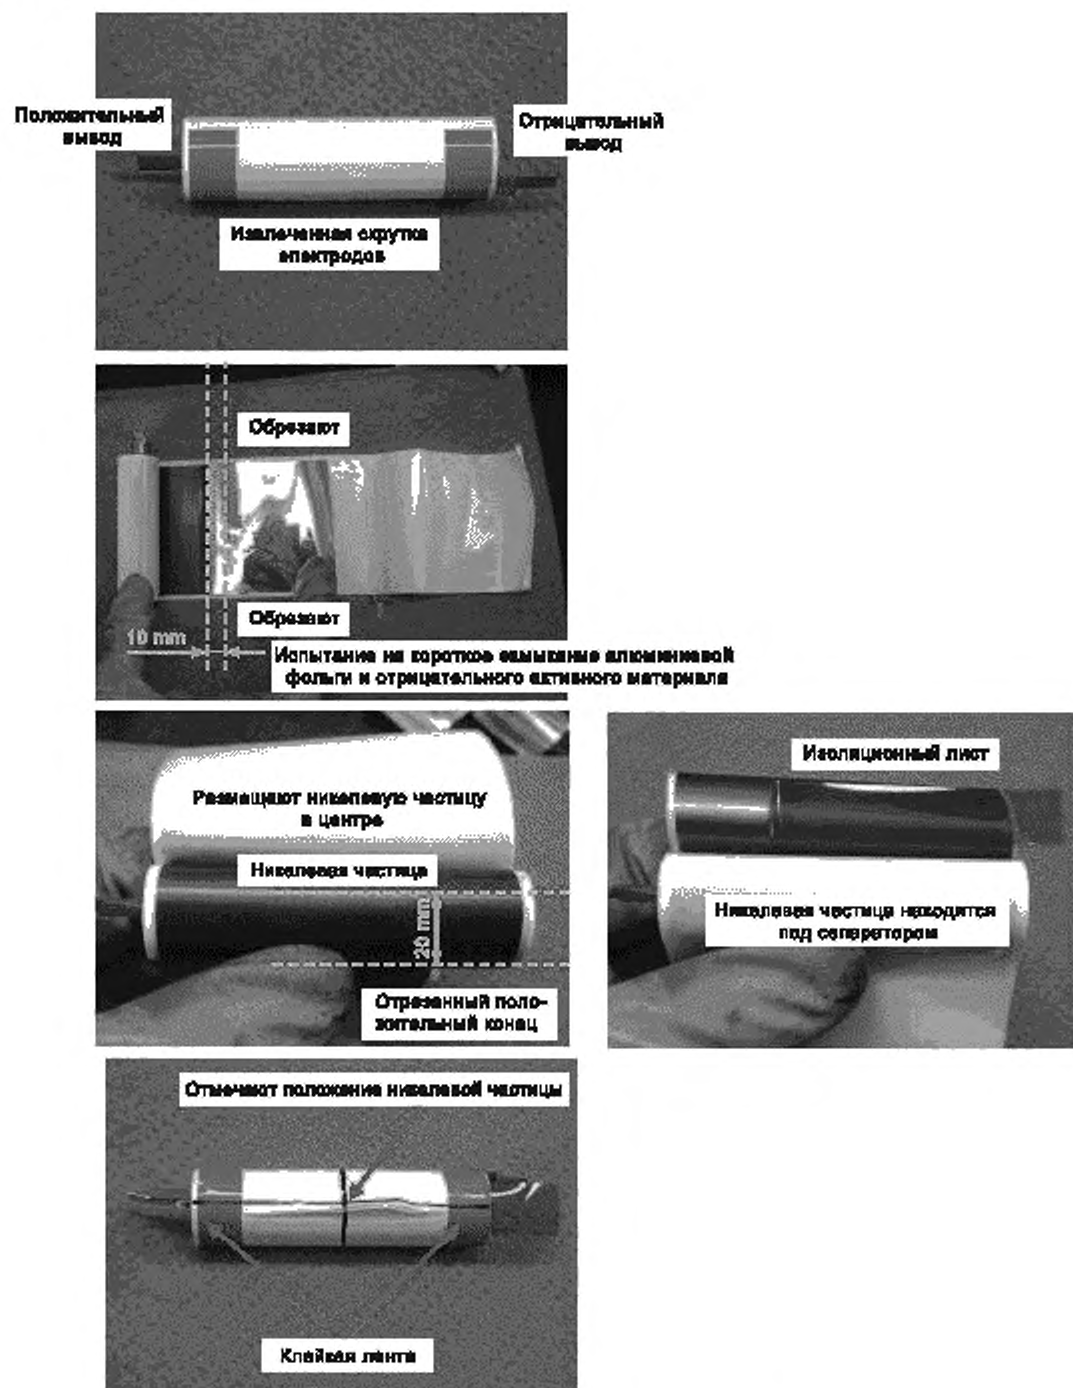 Положительный
вывод
Отрицательный
вывод
Извлеченная скрутка
электродов
Обрезают
Обрезают
10 mm
Испытание на короткое замыкание алюминиевой
фольги и отрицательного активного материала
Размещают никелевую частицу
в центре
Никелевая частица
20 mm
Отрезанный поло-
жительный конец
Изоляционный лист
Никелевая частица находится
под сепаратором
Отмечают положение никелевой частицы
Клейкая лента